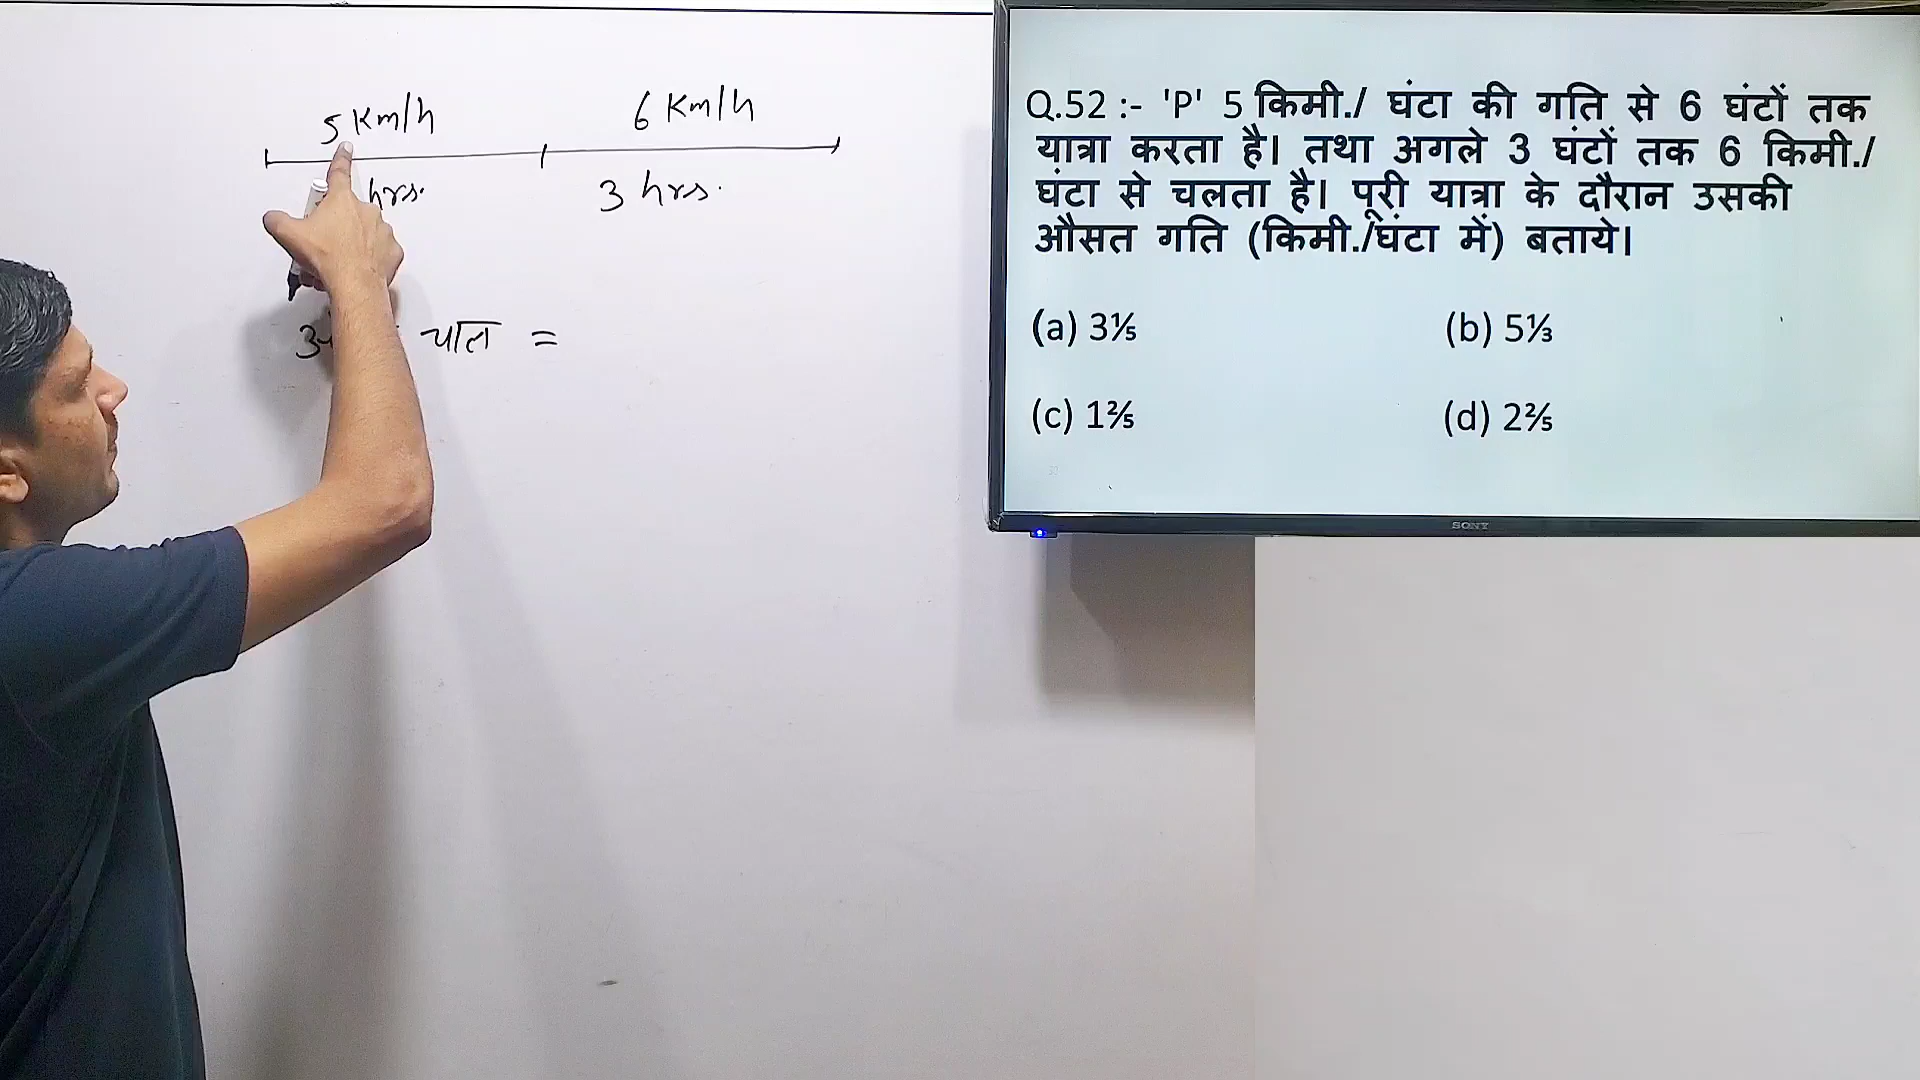 5 Km/h 6 Km/h
hrs. 3 hrs.
चाल =
Q.52 :- 'P' 5 किमी./ घंटा की गति से 6 घंटों तक
यात्रा करता है। तथा अगले 3 घंटों तक 6 किमी./
घंटा से चलता है। पूरी यात्रा के दौरान उसकी
औसत गति (किमी./घंटा में) बताये।
(a) 3⅕ (b) 5⅓
(c) 1⅖ (d) 2⅖
SONY